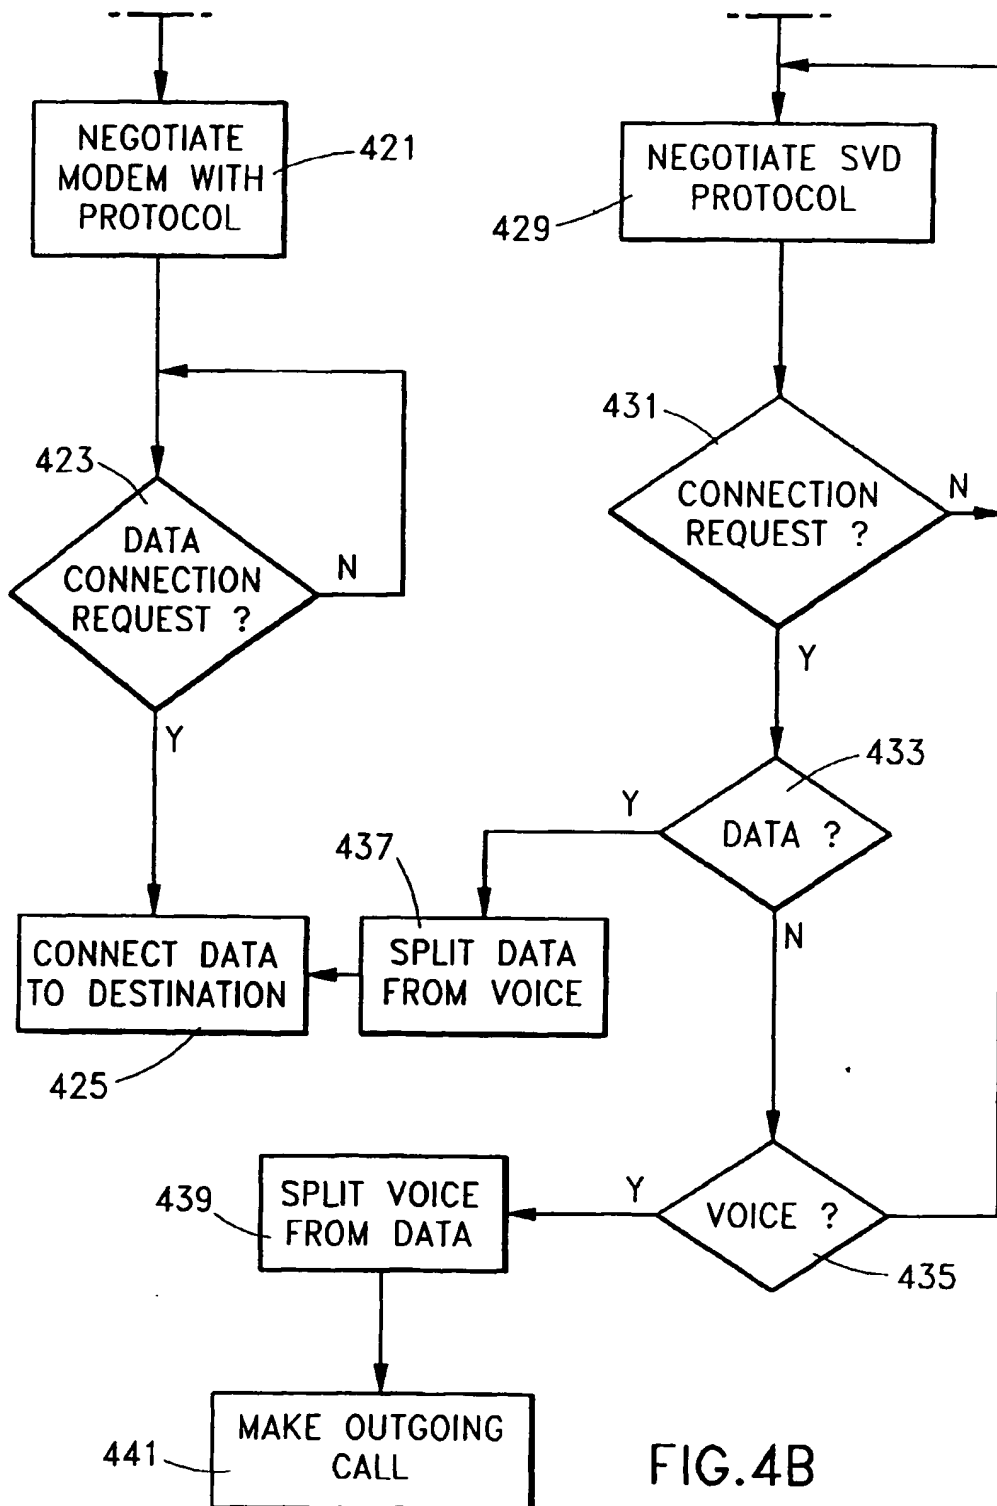 NEGOTIATE
MODEM WITH
PROTOCOL
421
NEGOTIATE SVD
PROTOCOL
429
423
DATA
CONNECTION
REQUEST ?
N
Y
431
CONNECTION
REQUEST ?
N
Y
433
DATA ?
Y
N
437
SPLIT DATA
FROM VOICE
CONNECT DATA
TO DESTINATION
425
VOICE ?
Y
435
439
SPLIT VOICE
FROM DATA
MAKE OUTGOING
CALL
441
FIG.4B